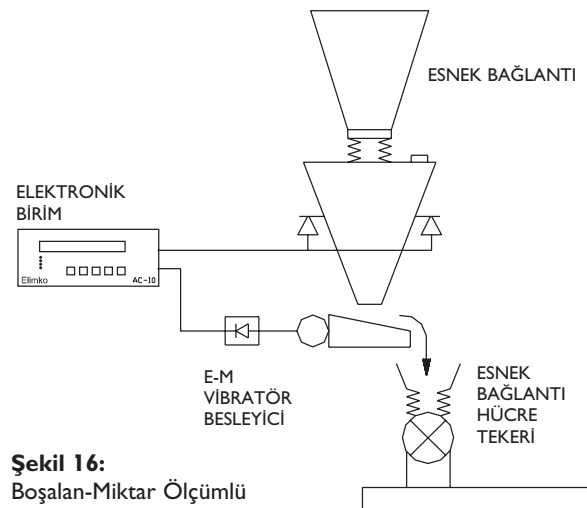 ESNEK BAĞLANTI
ELEKTRONİK
BİRİM
Elimko
AC-10
E-M
VİBRATÖR
BESLEYİCİ
ESNEK
BAĞLANTI
HÜCRE
TEKERİ
Şekil 16:
Boşalan-Miktar Ölçümlü